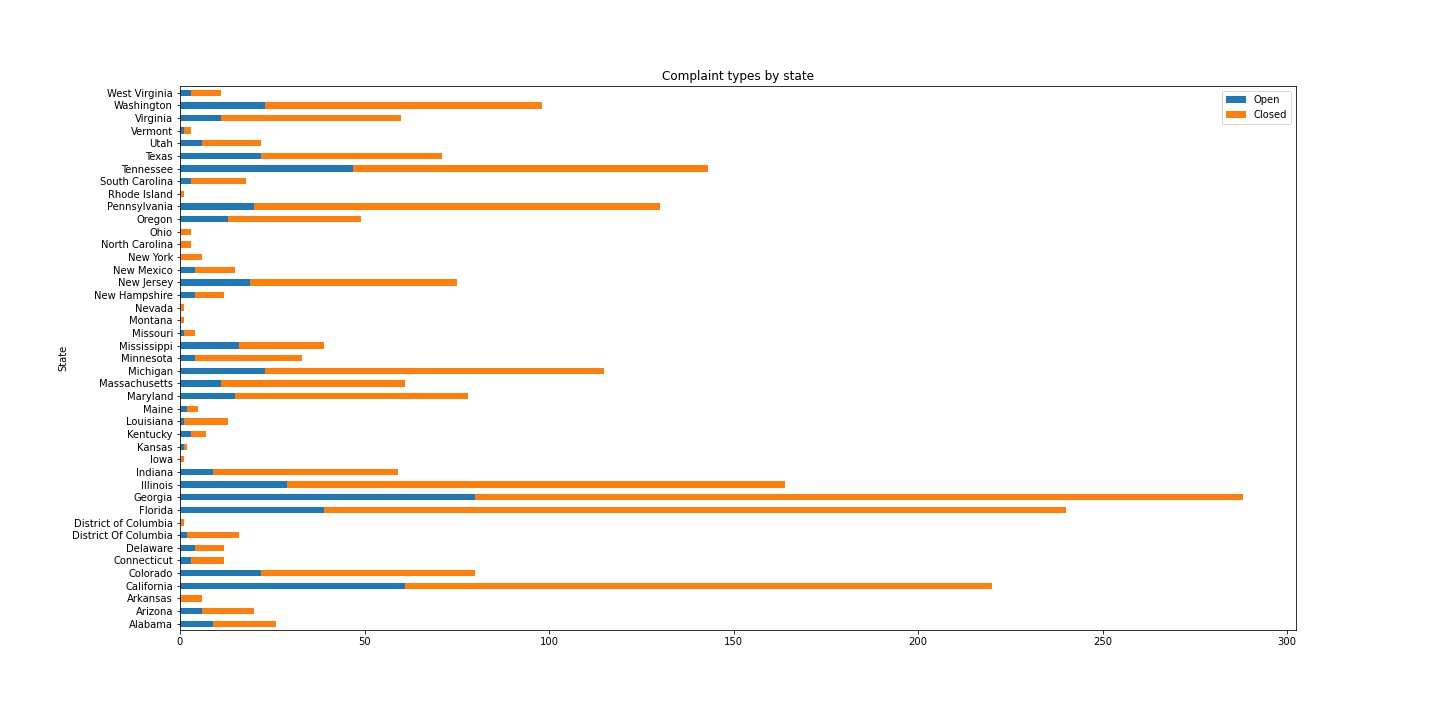 Complaint types by state
Open
Closed
State
West Virginia
Washington
Virginia
Vermont
Utah
Texas
Tennessee
South Carolina
Rhode Island
Pennsylvania
Oregon
Ohio
North Carolina
New York
New Mexico
New Jersey
New Hampshire
Nevada
Montana
Missouri
Mississippi
Minnesota
Michigan
Massachusetts
Maryland
Maine
Louisiana
Kentucky
Kansas
Iowa
Indiana
Illinois
Georgia
Florida
District of Columbia
District Of Columbia
Delaware
Connecticut
Colorado
California
Arkansas
Arizona
Alabama
0 50 100 150 200 250 300